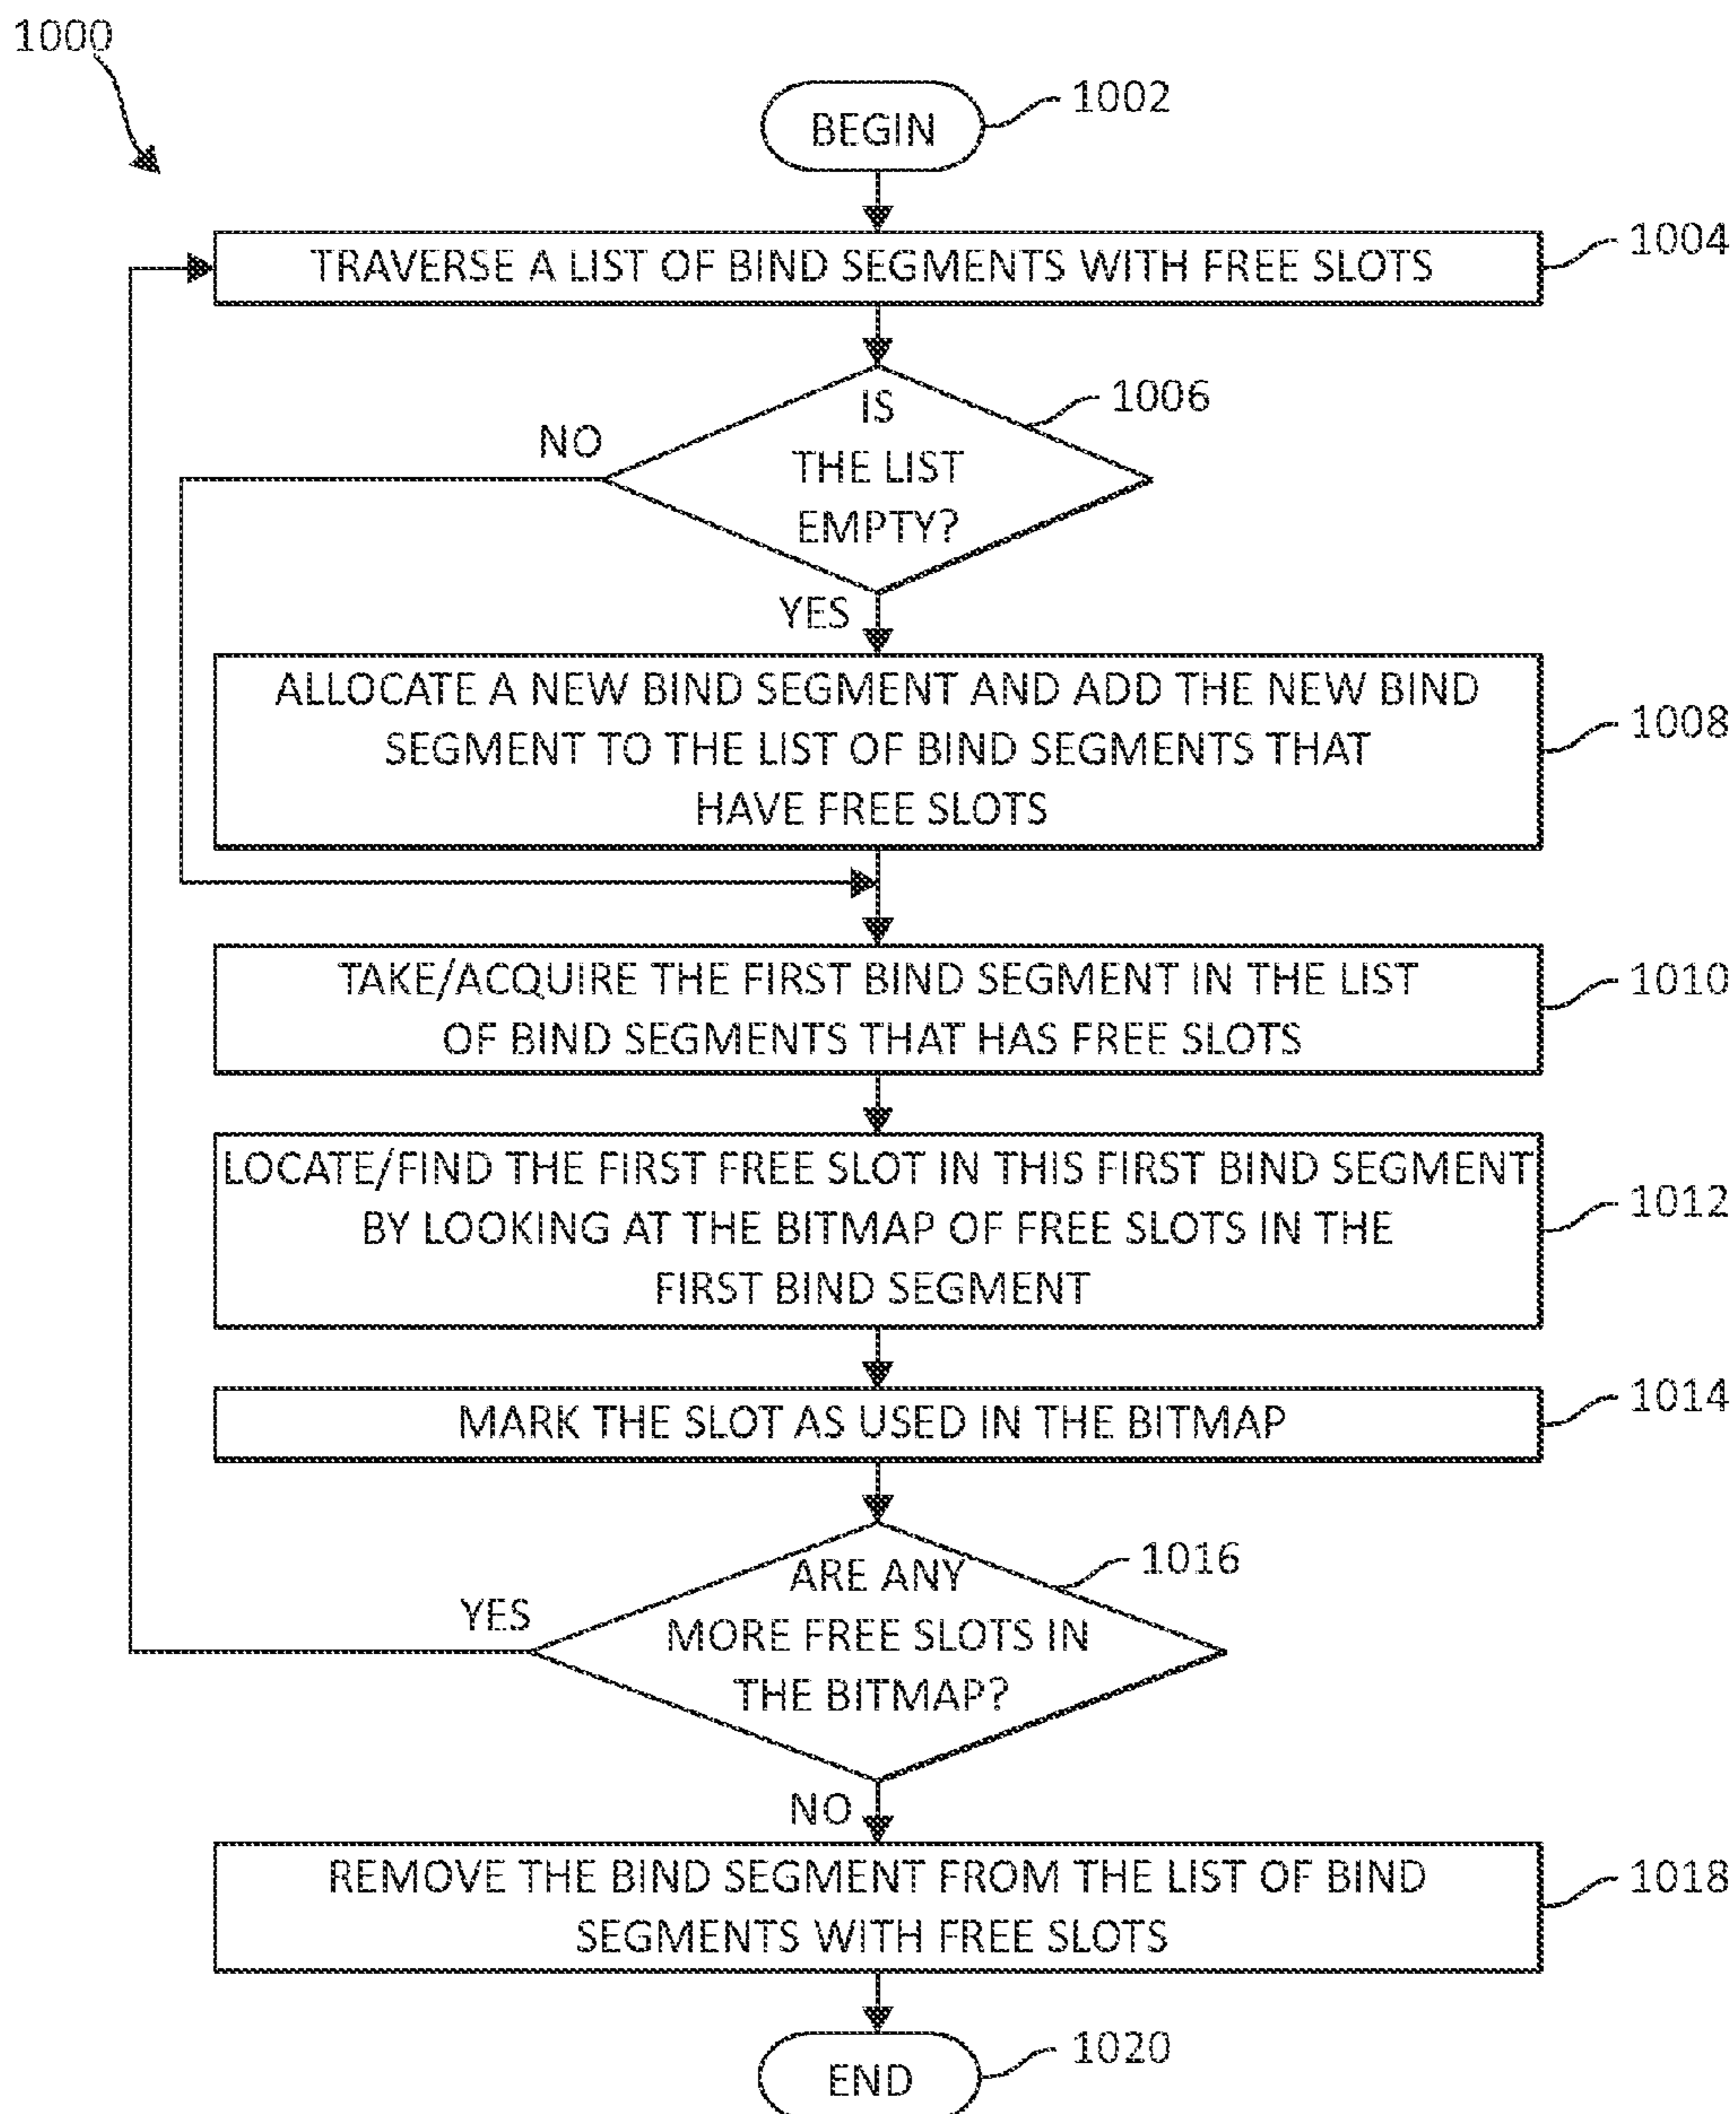 1000
BEGIN
1002
TRAVERSE A LIST OF BIND SEGMENTS WITH FREE SLOTS
1004
IS
THE LIST
EMPTY?
1006
NO
YES
ALLOCATE A NEW BIND SEGMENT AND ADD THE NEW BIND
SEGMENT TO THE LIST OF BIND SEGMENTS THAT
HAVE FREE SLOTS
1008
TAKE/ACQUIRE THE FIRST BIND SEGMENT IN THE LIST
OF BIND SEGMENTS THAT HAS FREE SLOTS
1010
LOCATE/FIND THE FIRST FREE SLOT IN THIS FIRST BIND SEGMENT
BY LOOKING AT THE BITMAP OF FREE SLOTS IN THE
FIRST BIND SEGMENT
1012
MARK THE SLOT AS USED IN THE BITMAP
1014
ARE ANY
MORE FREE SLOTS IN
THE BITMAP?
1016
YES
NO
REMOVE THE BIND SEGMENT FROM THE LIST OF BIND
SEGMENTS WITH FREE SLOTS
1018
END
1020